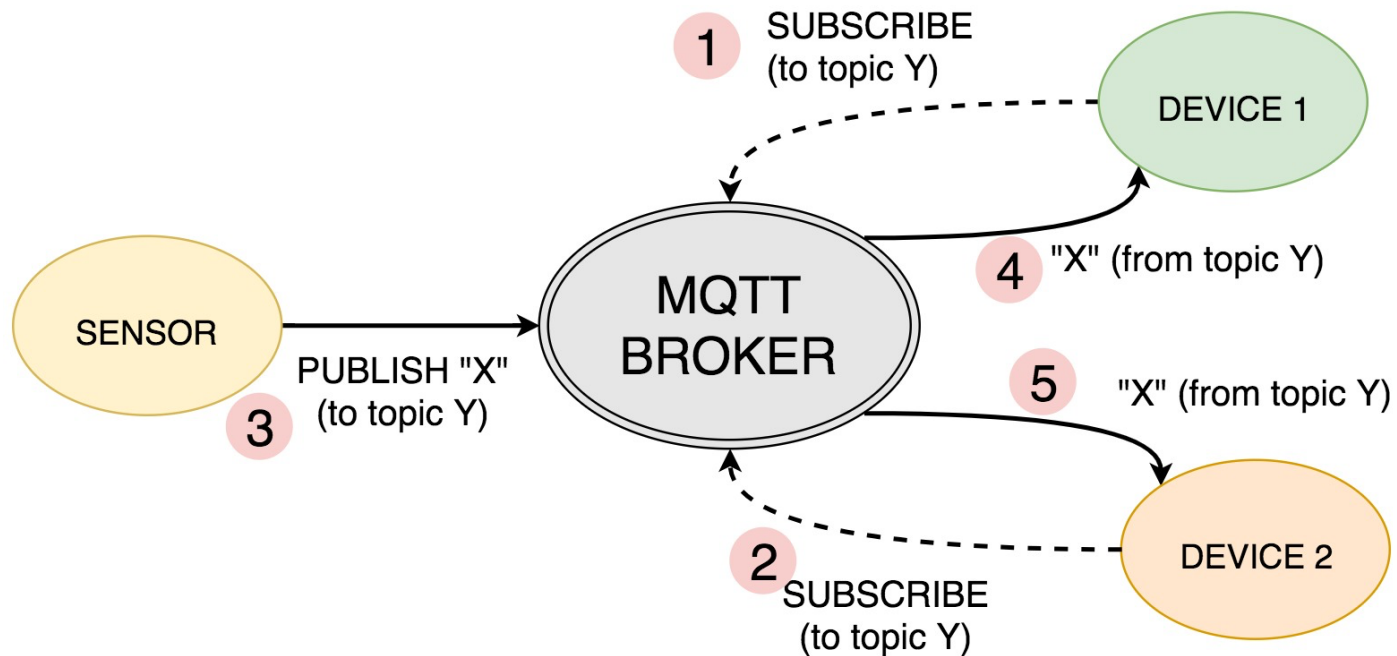 1
SUBSCRIBE
(to topic Y)
DEVICE 1
4
"X" (from topic Y)
MQTT
BROKER
SENSOR
PUBLISH "X"
(to topic Y)
3
5
"X" (from topic Y)
2
SUBSCRIBE
(to topic Y)
DEVICE 2